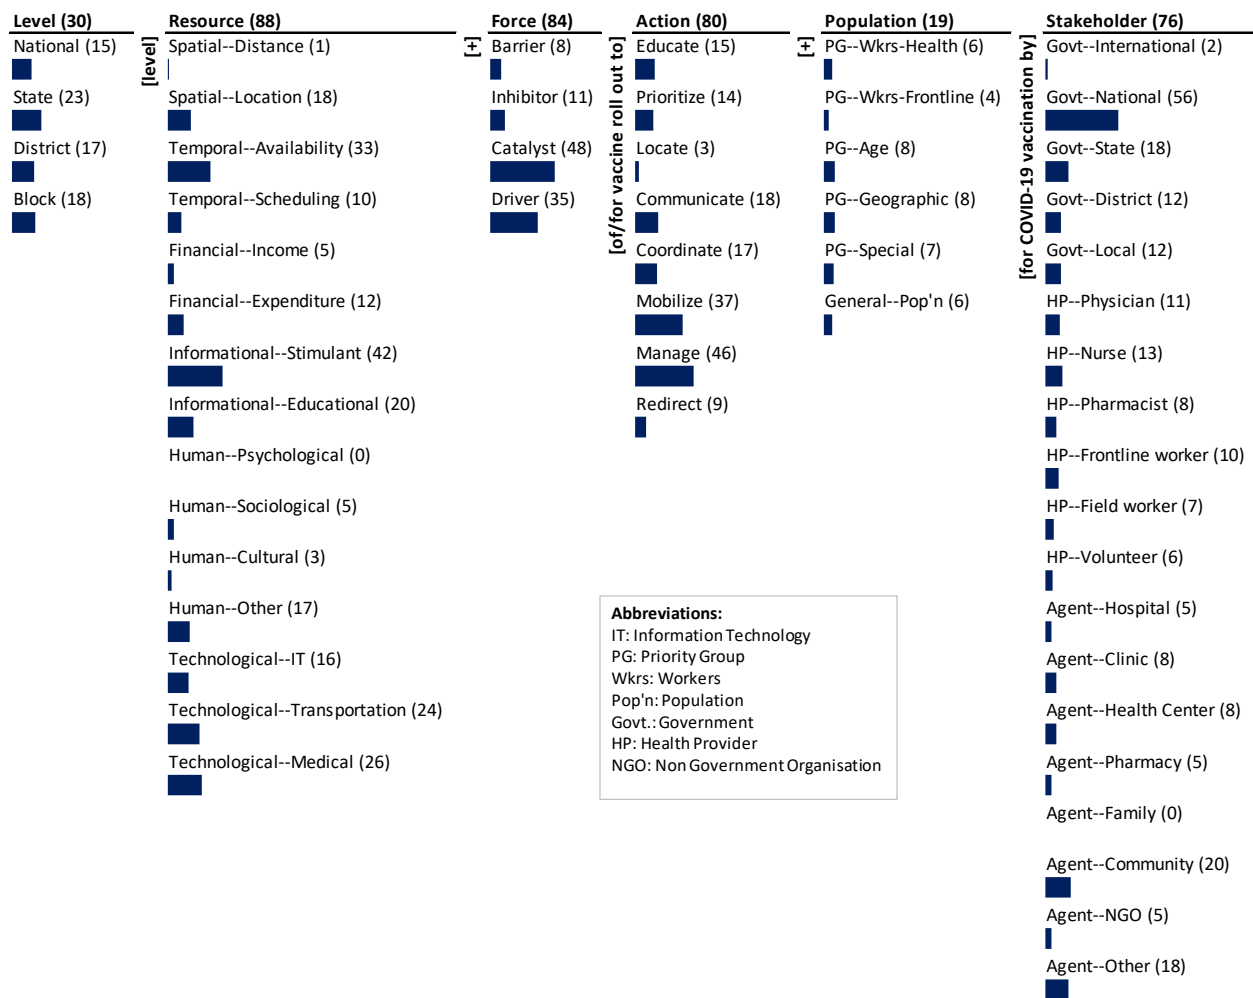 Level (30)
National (15)
State (23)
District (17)
Block (18)
[level]
Resource (88)
Spatial--Distance (1)
Spatial--Location (18)
Temporal--Availability (33)
Temporal--Scheduling (10)
Financial--Income (5)
Financial--Expenditure (12)
Informational--Stimulant (42)
Informational--Educational (20)
Human--Psychological (0)
Human--Sociological (5)
Human--Cultural (3)
Human--Other (17)
Technological--IT (16)
Technological--Transportation (24)
Technological--Medical (26)
[+]
Force (84)
Barrier (8)
Inhibitor (11)
Catalyst (48)
Driver (35)
[of/for vaccine roll out to]
Action (80)
Educate (15)
Prioritize (14)
Locate (3)
Communicate (18)
Coordinate (17)
Mobilize (37)
Manage (46)
Redirect (9)
[+]
Population (19)
PG--Wkrs-Health (6)
PG--Wkrs-Frontline (4)
PG--Age (8)
PG--Geographic (8)
PG--Special (7)
General--Pop'n (6)
[for COVID-19 vaccination by]
Stakeholder (76)
Govt--International (2)
Govt--National (56)
Govt--State (18)
Govt--District (12)
Govt--Local (12)
HP--Physician (11)
HP--Nurse (13)
HP--Pharmacist (8)
HP--Frontline worker (10)
HP--Field worker (7)
HP--Volunteer (6)
Agent--Hospital (5)
Agent--Clinic (8)
Agent--Health Center (8)
Agent--Pharmacy (5)
Agent--Family (0)
Agent--Community (20)
Agent--NGO (5)
Agent--Other (18)
Abbreviations:
IT: Information Technology
PG: Priority Group
Wkrs: Workers
Pop'n: Population
Govt.: Government
HP: Health Provider
NGO: Non Government Organisation